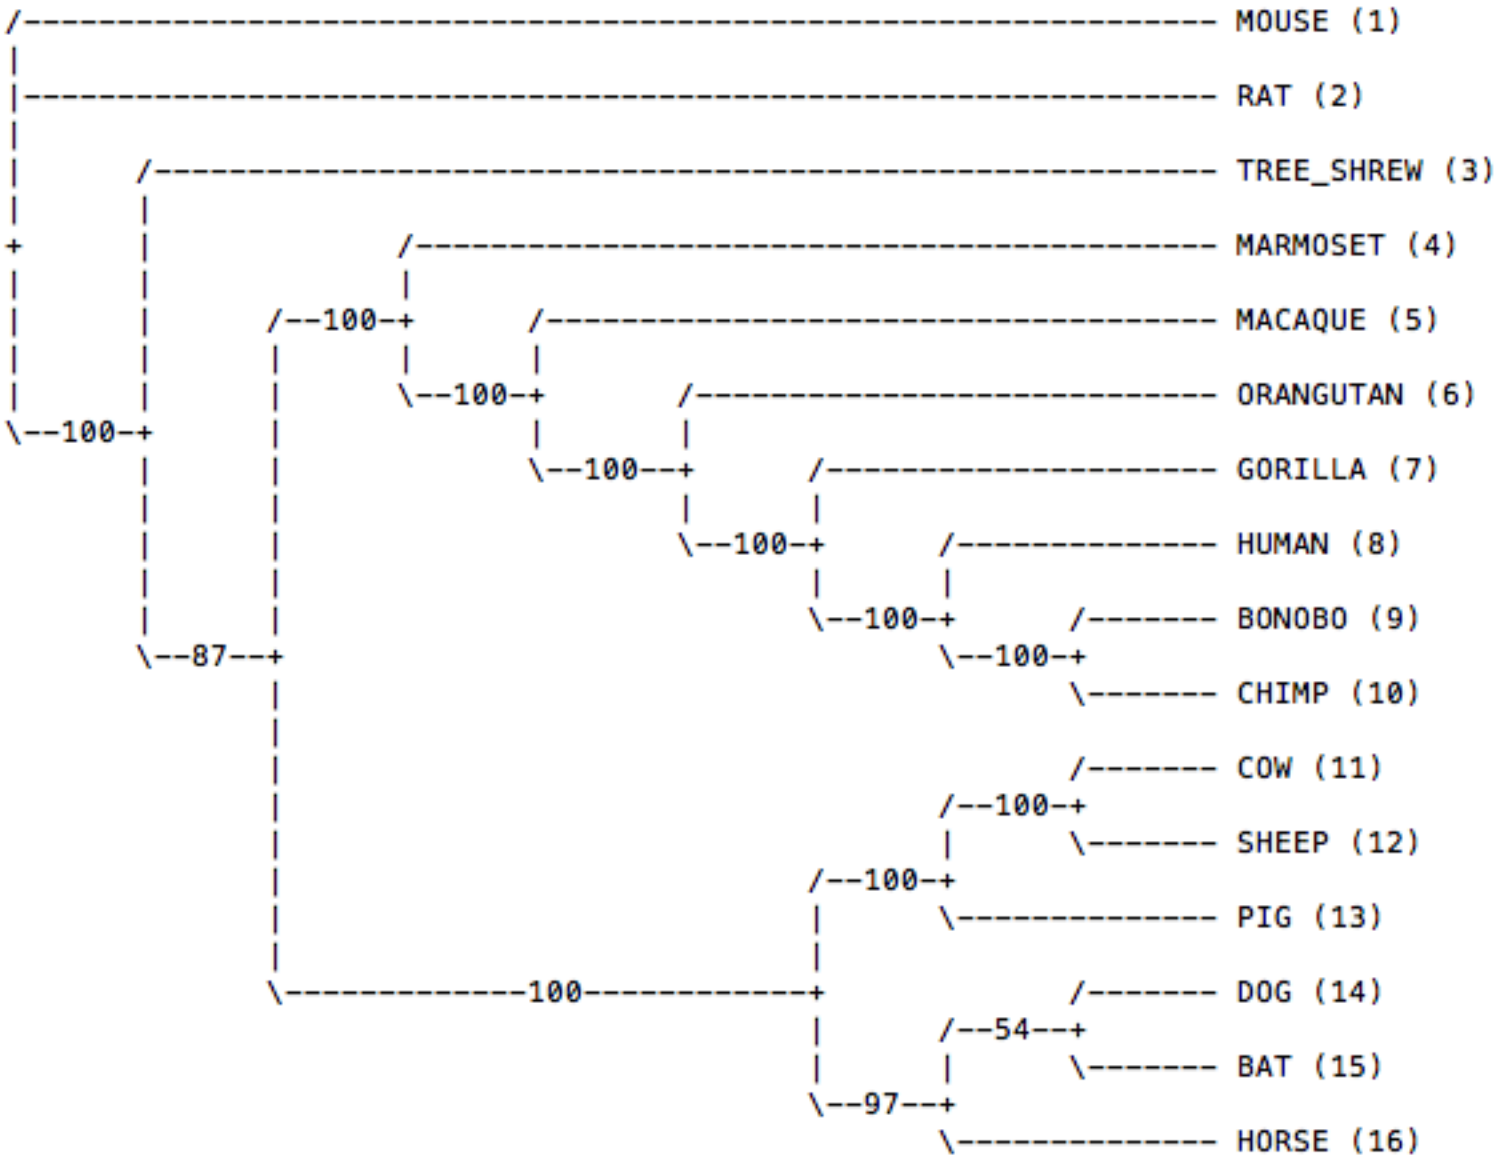 MOUSE (1)
RAT (2)
TREE_SHREW (3)
MARMOSET (4)
100 MACAQUE (5)
100 ORANGUTAN (6)
100
100 GORILLA (7)
100 HUMAN (8)
100 BONOBO (9)
87 100
CHIMP (10)
COW (11)
100
SHEEP (12)
100
PIG (13)
100 DOG (14)
54
BAT (15)
97
HORSE (16)